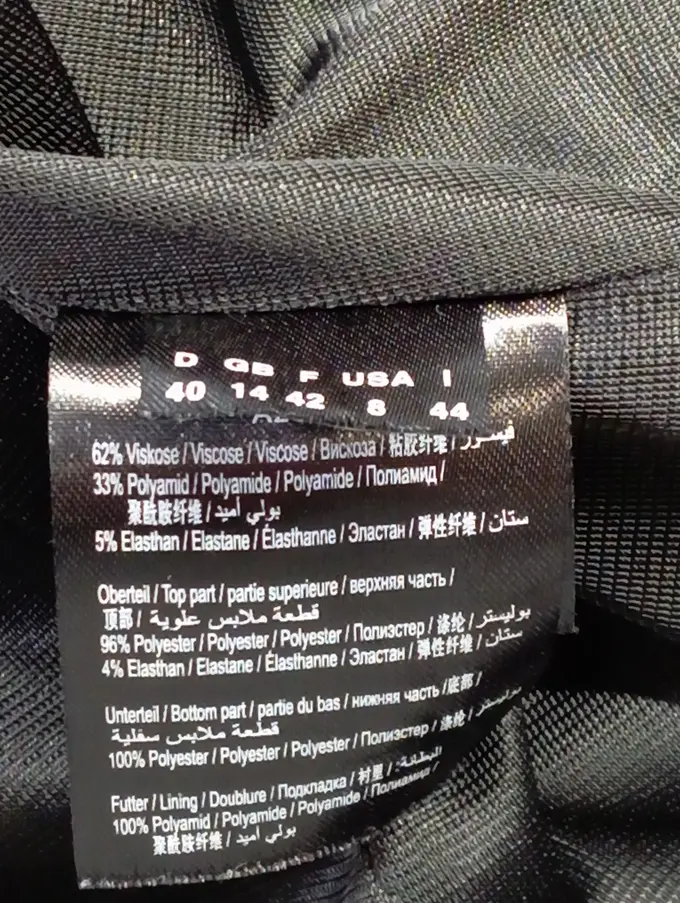 D GB F USA I
40 14 42 8 44
62% Viskose / Viscose / Viscose / Вискоза / 粘胶纤维 / فيسوز
33% Polyamid / Polyamide / Polyamide / Полиамид /
聚酰胺纤维 / بولي أميد
5% Elasthan / Elastane / Élasthanne / Эластан / 弹性纤维 / ستان
Oberteil / Top part / partie superieure / верхняя часть /
顶部 / قطعة ملابس علوية
96% Polyester / Polyester / Polyester / Полиэстер / 涤纶 / بوليستر
4% Elasthan / Elastane / Élasthanne / Эластан / 弹性纤维 / ستان
Unterteil / Bottom part / partie du bas / нижняя часть /底部 /
قطعة ملابس سفلية
100% Polyester / Polyester / Polyester / Полиэстер / 涤纶 / بوليستر
Futter / Lining / Doublure / Подкладка / 衬里 / البطانة:
100% Polyamid / Polyamide / Polyamide / Полиамид /
聚酰胺纤维 / بولي أميد